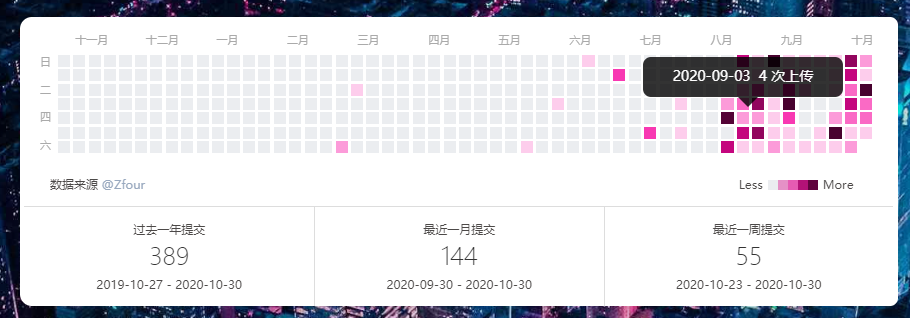 十一月 十二月 一月 二月 三月 四月 五月 六月 七月 八月 九月 十月
日
2020-09-03 4 次上传
二
四
六
数据来源 @Zfour
Less More
过去一年提交 最近一月提交 最近一周提交
389 144 55
2019-10-27 - 2020-10-30 2020-09-30 - 2020-10-30 2020-10-23 - 2020-10-30